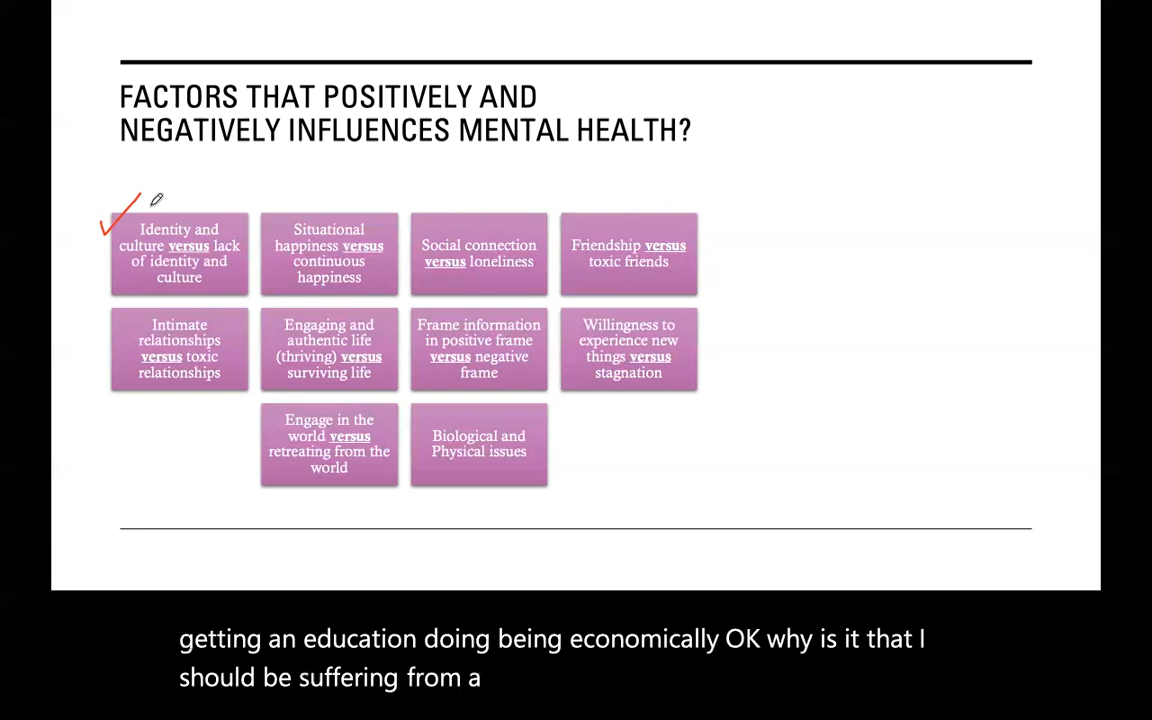 FACTORS THAT POSITIVELY AND
NEGATIVELY INFLUENCES MENTAL HEALTH?
Identity and
culture versus lack
of identity and
culture
Situational
happiness versus
continuous
happiness
Social connection
versus loneliness
Friendship versus
toxic friends
Intimate
relationships
versus toxic
relationships
Engaging and
authentic life
(thriving) versus
surviving life
Frame information
in positive frame
versus negative
frame
Willingness to
experience new
things versus
stagnation
Engage in the
world versus
retreating from the
world
Biological and
Physical issues
getting an education doing being economically OK why is it that I
should be suffering from a